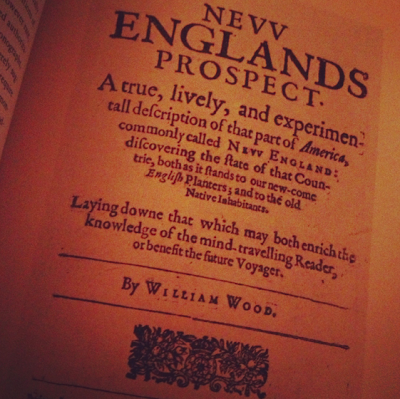 NEVV
ENGLANDS
PROSPECT.
A true, lively, and experimen-
tall deſcription of that part of America,
commonly called NEVV ENGLAND:
diſcovering the ſtate of that Coun-
trie, both as it ſtands to our new-come
Engliſh Planters; and to the old
Native Inhabitants.
Laying downe that which may both enrich the
knowledge of the mind-travelling Reader,
or benefit the future Voyager.
By WILLIAM WOOD.